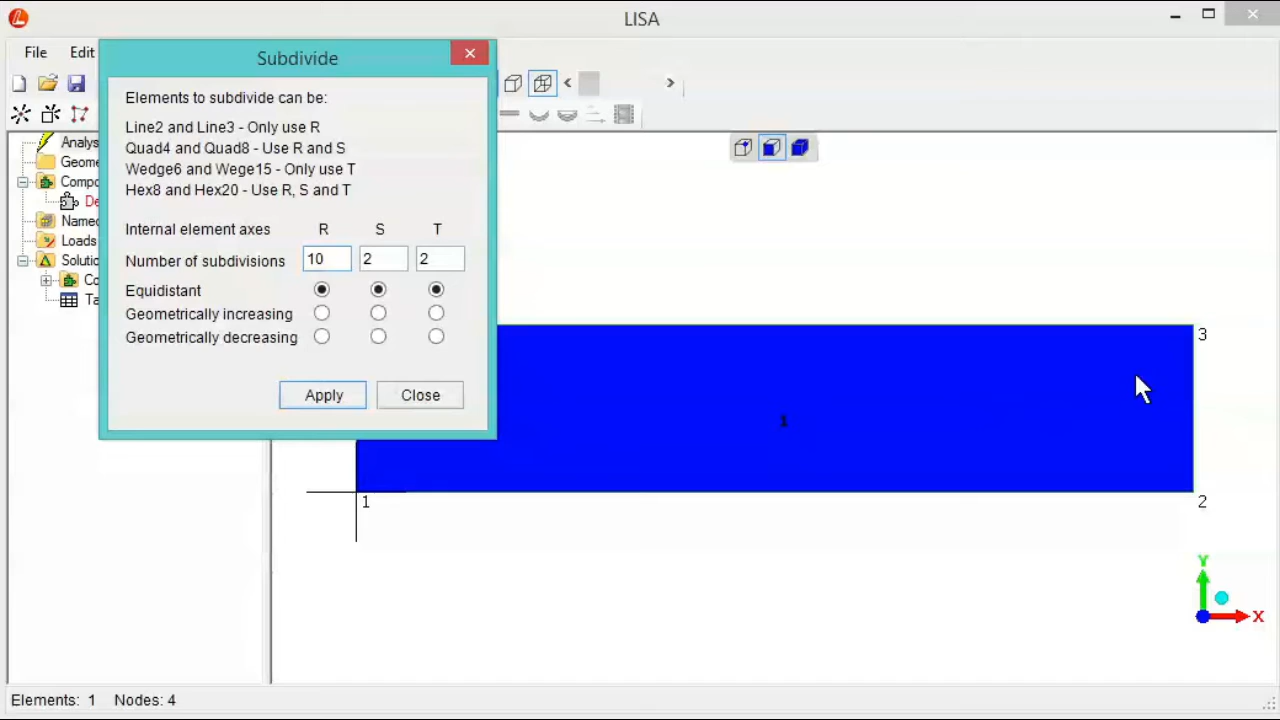 LISA
File Edit
Subdivide
Elements to subdivide can be:
Line2 and Line3 - Only use R
Quad4 and Quad8 - Use R and S
Wedge6 and Wege15 - Only use T
Hex8 and Hex20 - Use R, S and T
Internal element axes R S T
Number of subdivisions 10 2 2
Equidistant
Geometrically increasing
Geometrically decreasing
Apply Close
Analys
Geome
Compo
De
Named
Loads
Solutio
Co
Ta
3
1
1
2
Y
X
Elements: 1 Nodes: 4